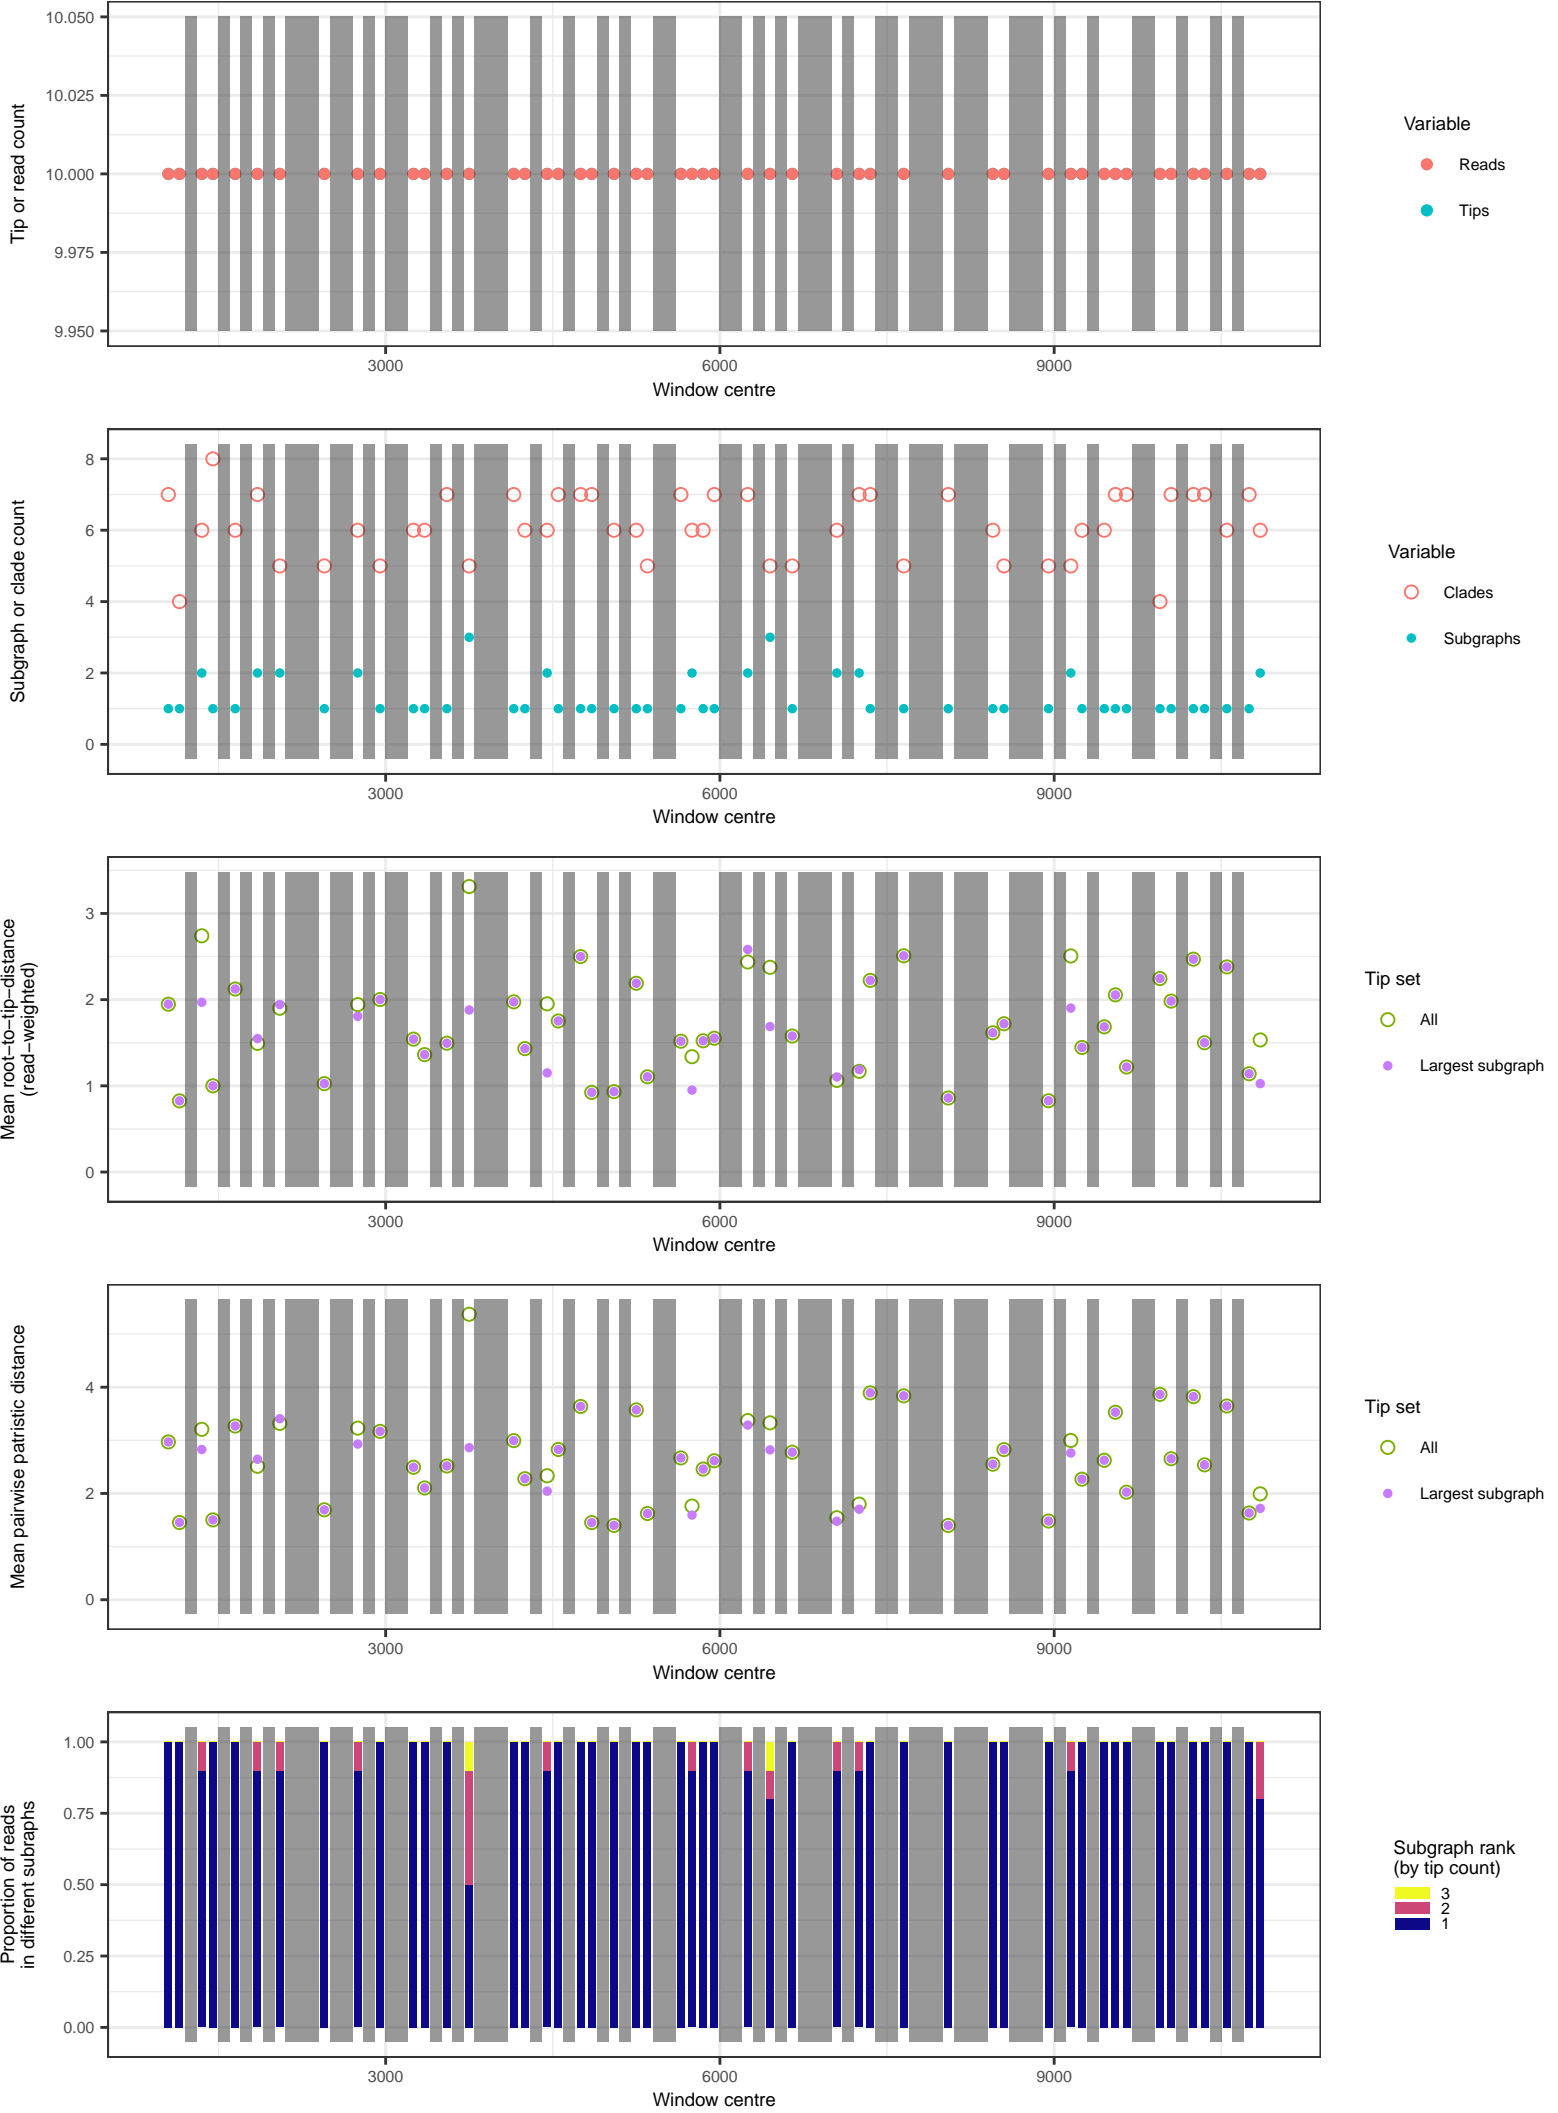 10.050
10.025
10.000
9.975
9.950
Tip or read count
3000
6000
9000
Window centre
Variable
Reads
Tips
8
6
4
2
0
Subgraph or clade count
3000
6000
9000
Window centre
Variable
Clades
Subgraphs
3
2
1
0
Mean root−to−tip−distance
(read−weighted)
3000
6000
9000
Window centre
Tip set
All
Largest subgraph
4
2
0
Mean pairwise patristic distance
3000
6000
9000
Window centre
Tip set
All
Largest subgraph
1.00
0.75
0.50
0.25
0.00
Proportion of reads
in different subraphs
3000
6000
9000
Window centre
Subgraph rank
(by tip count)
3
2
1